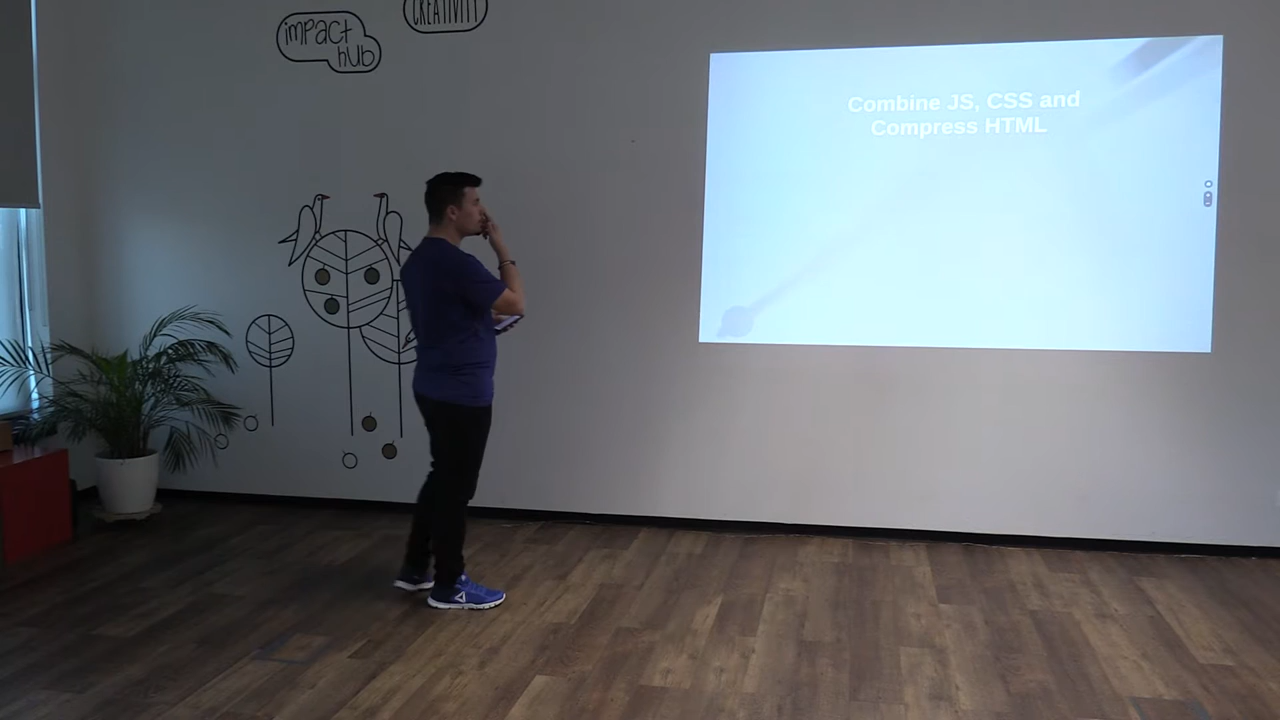 impact
hub
CREATIVITY
Combine JS, CSS and
Compress HTML